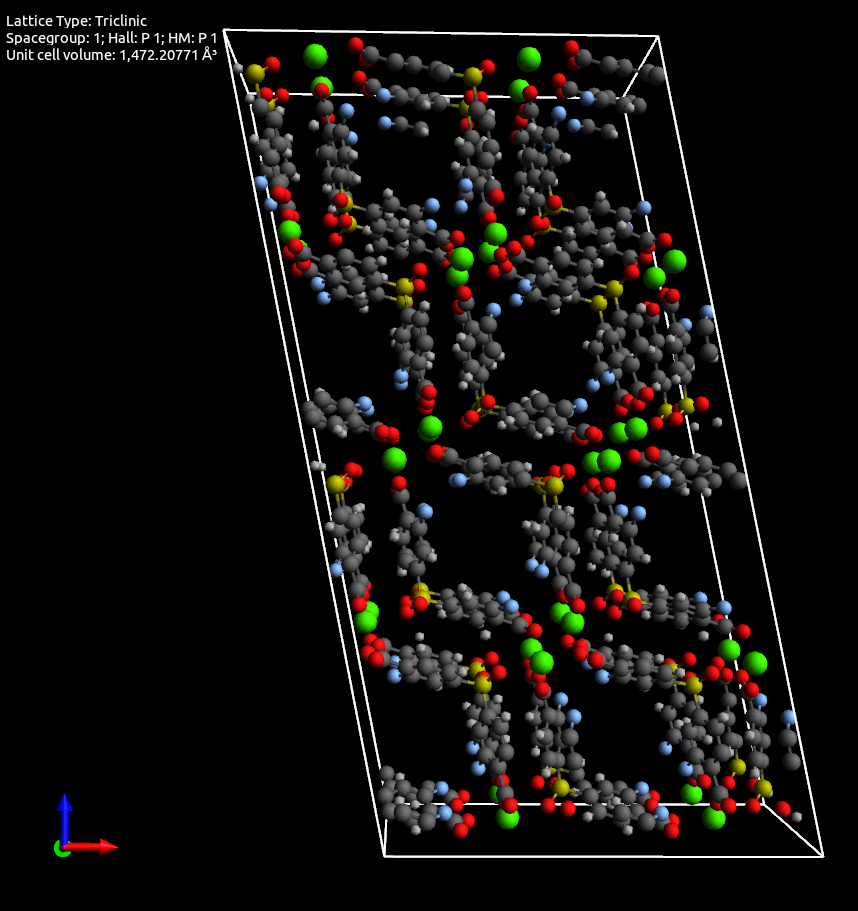 Lattice Type: Triclinic
Spacegroup: 1; Hall: P 1; HM: P 1
Unit cell volume: 1,472.20771 Å³